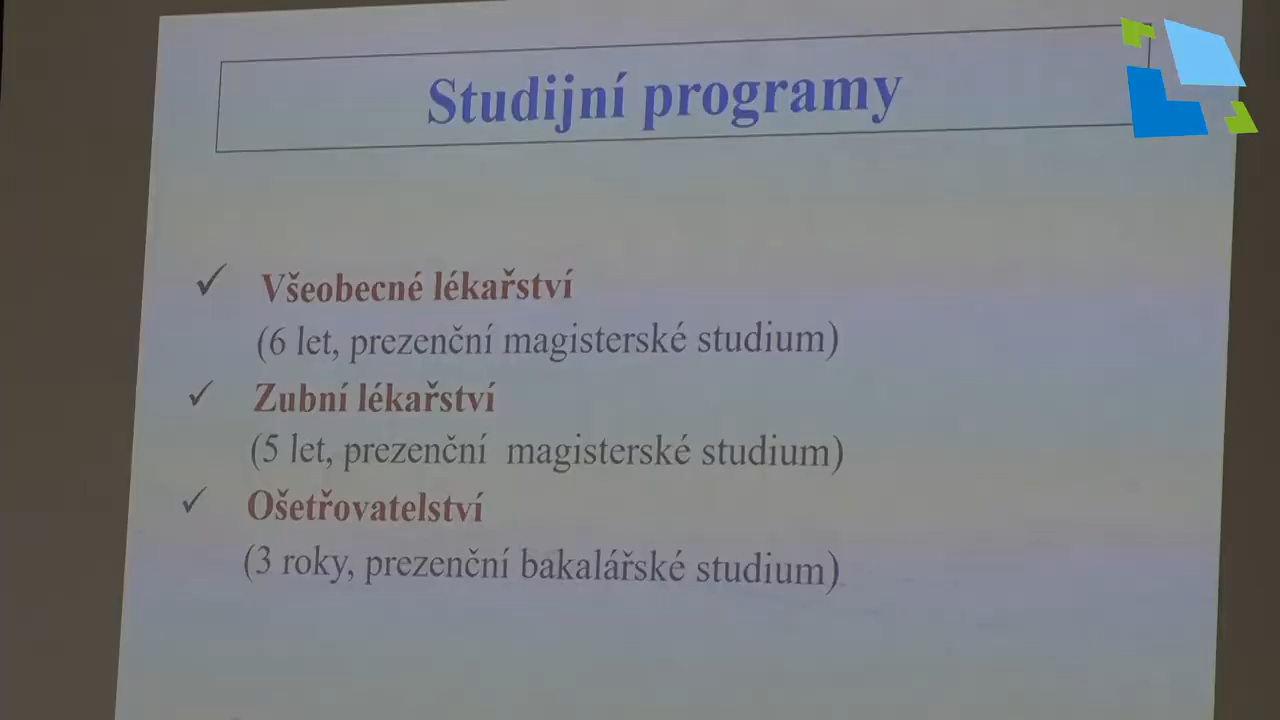 Studijní programy
✓ Všeobecné lékařství
(6 let, prezenční magisterské studium)
✓ Zubní lékařství
(5 let, prezenční magisterské studium)
✓ Ošetřovatelství
(3 roky, prezenční bakalářské studium)